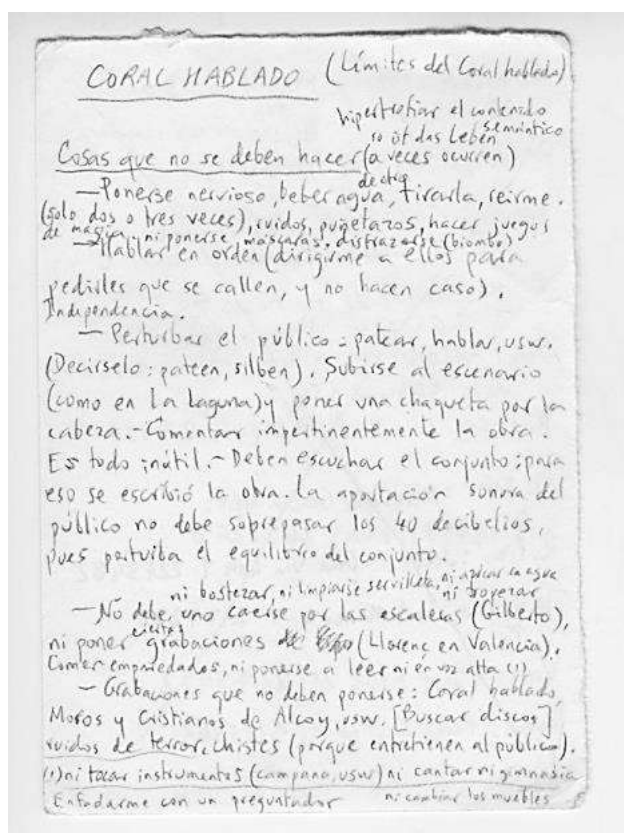 CORAL HABLADO (Límites del Coral hablado)
hipertrofiar el contenido
so ist das Leben semántico
Cosas que no se deben hacer (a veces ocurren)
—Ponerse nervioso, beber agua, tirarla, reirme.
de otro
(solo dos o tres veces), ruidos, puñetazos, hacer juegos
de magia, ni ponerse máscaras, disfrazarse (biombo)
—Hablar en orden (dirigirme a ellos para
pedirles que se callen, y no hacen caso).
Independencia.
— Perturbar el público: patear, hablar, usw.
(Decirselo: pateen, silben). Subirse al escenario
(como en La Laguna) y poner una chaqueta por la
cabeza.- Comentar impertinentemente la obra.
Es todo inútil.- Deben escuchar el conjunto; para
eso se escribió la obra. La aportación sonora del
público no debe sobrepasar los 40 decibelios,
pues perturba el equilibrio del conjunto.
ni bostezar, ni limpiarse servilleta, ni
ni
—No debe uno caerse por las escaleras (Gilberto),
ni poner ciertas grabaciones (Llorenç en Valencia).
Comer emparedados, ni ponerse a leer ni en voz alta (1)
— Grabaciones que no deben ponerse: Coral hablado,
Moros y Cristianos de Alcoy, usw. [Buscar discos]
ruidos de terror, chistes (porque entretienen al público).
(1) ni tocar instrumentos (campana, usw) ni cantar ni gimnasia
Enfadarme con un preguntador ni cambiar los muebles